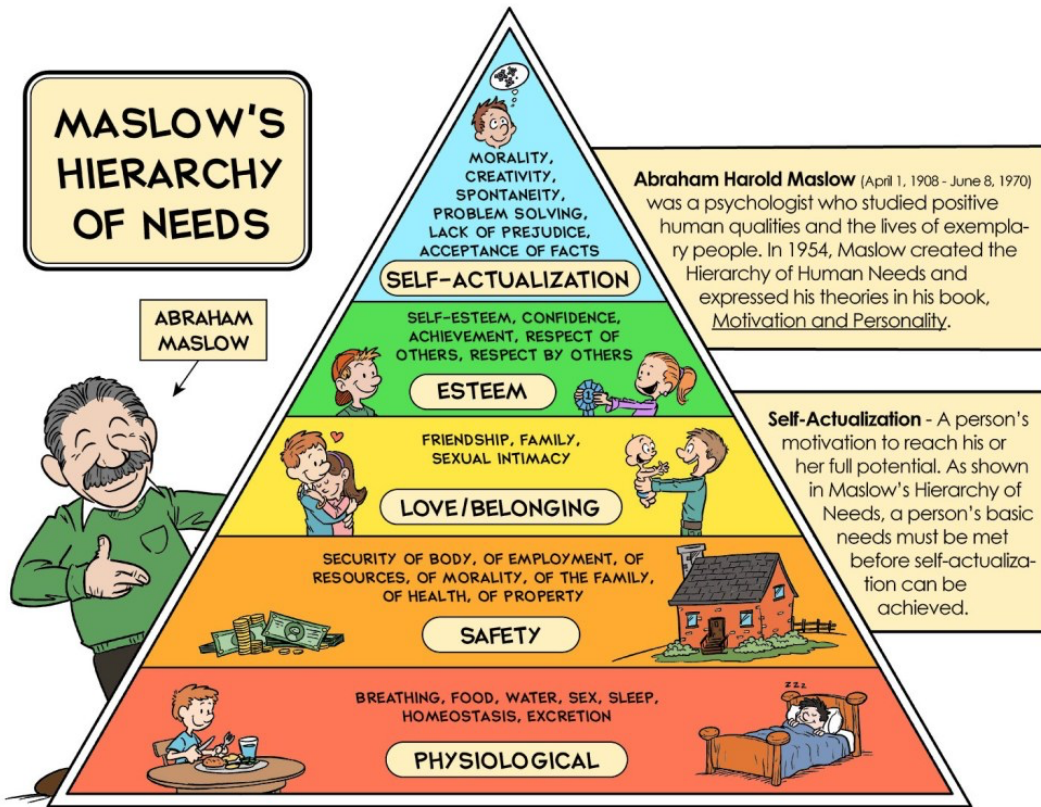 MASLOW'S
HIERARCHY
OF NEEDS
ABRAHAM
MASLOW
MORALITY,
CREATIVITY,
SPONTANEITY,
PROBLEM SOLVING,
LACK OF PREJUDICE,
ACCEPTANCE OF FACTS
SELF-ACTUALIZATION
SELF-ESTEEM, CONFIDENCE,
ACHIEVEMENT, RESPECT OF
OTHERS, RESPECT BY OTHERS
ESTEEM
1
FRIENDSHIP, FAMILY,
SEXUAL INTIMACY
LOVE/BELONGING
SECURITY OF BODY, OF EMPLOYMENT, OF
RESOURCES, OF MORALITY, OF THE FAMILY,
OF HEALTH, OF PROPERTY
SAFETY
BREATHING, FOOD, WATER, SEX, SLEEP,
HOMEOSTASIS, EXCRETION
PHYSIOLOGICAL
zzz
Abraham Harold Maslow (April 1, 1908 - June 8, 1970)
was a psychologist who studied positive
human qualities and the lives of exempla-
ry people. In 1954, Maslow created the
Hierarchy of Human Needs and
expressed his theories in his book,
Motivation and Personality.
Self-Actualization - A person's
motivation to reach his or
her full potential. As shown
in Maslow's Hierarchy of
Needs, a person's basic
needs must be met
before self-actualiza-
tion can be
achieved.